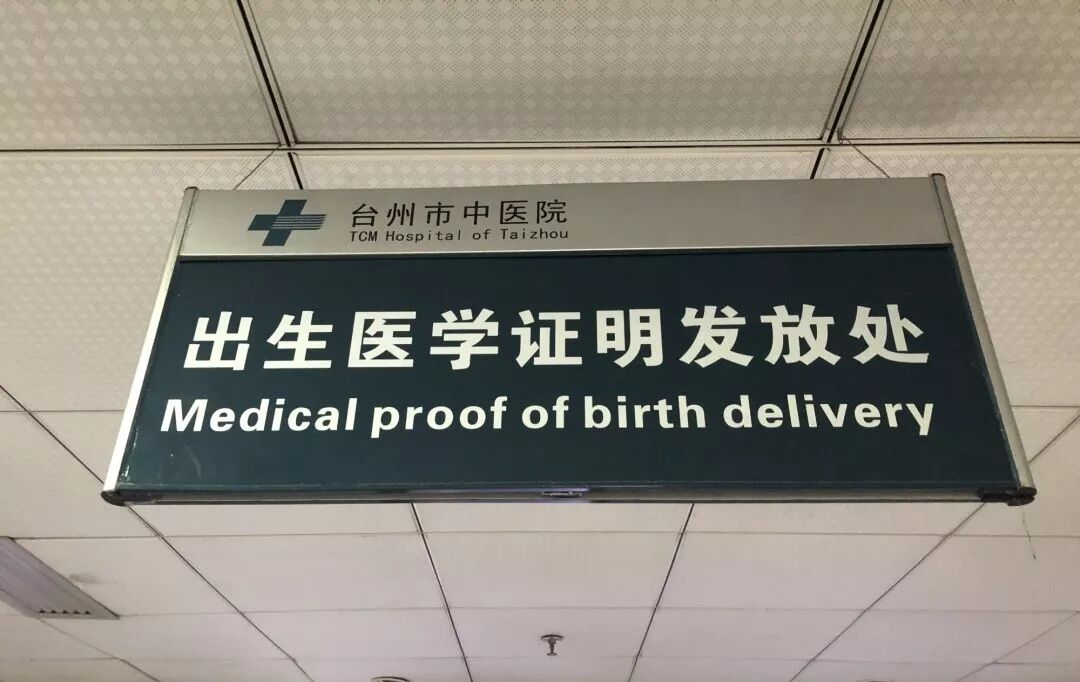 台州市中医院
TCM Hospital of Taizhou
出生医学证明发放处
Medical proof of birth delivery